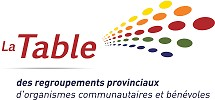 La Table
des regroupements provinciaux
d'organismes communautaires et bénévoles